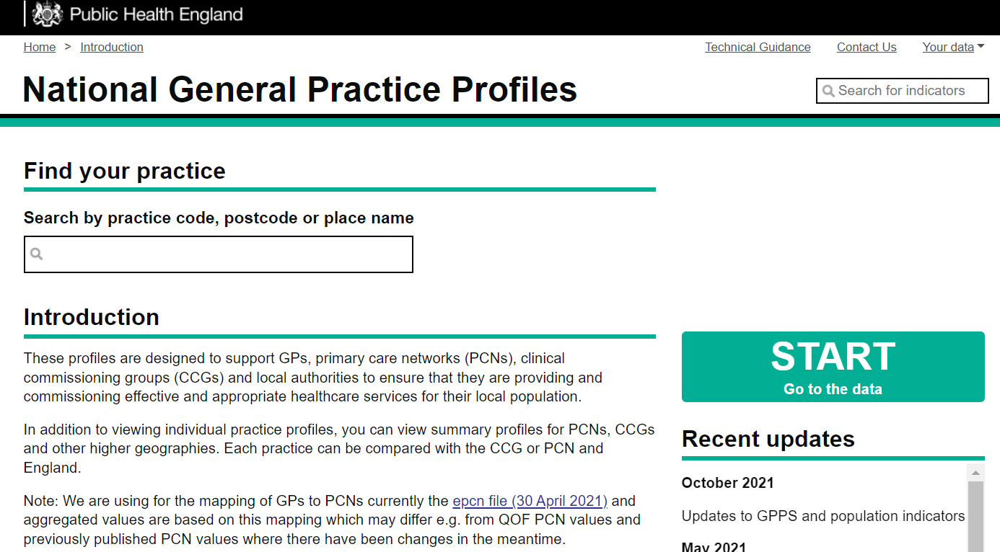 Public Health England
Home > Introduction
Technical Guidance Contact Us Your data
National General Practice Profiles
Search for indicators
Find your practice
Search by practice code, postcode or place name
Introduction
These profiles are designed to support GPs, primary care networks (PCNs), clinical
commissioning groups (CCGs) and local authorities to ensure that they are providing and
commissioning effective and appropriate healthcare services for their local population.
In addition to viewing individual practice profiles, you can view summary profiles for PCNs, CCGs
and other higher geographies. Each practice can be compared with the CCG or PCN and
England.
Note: We are using for the mapping of GPs to PCNs currently the epcn file (30 April 2021) and
aggregated values are based on this mapping which may differ e.g. from QOF PCN values and
previously published PCN values where there have been changes in the meantime.
START
Go to the data
Recent updates
October 2021
Updates to GPPS and population indicators
May 2021